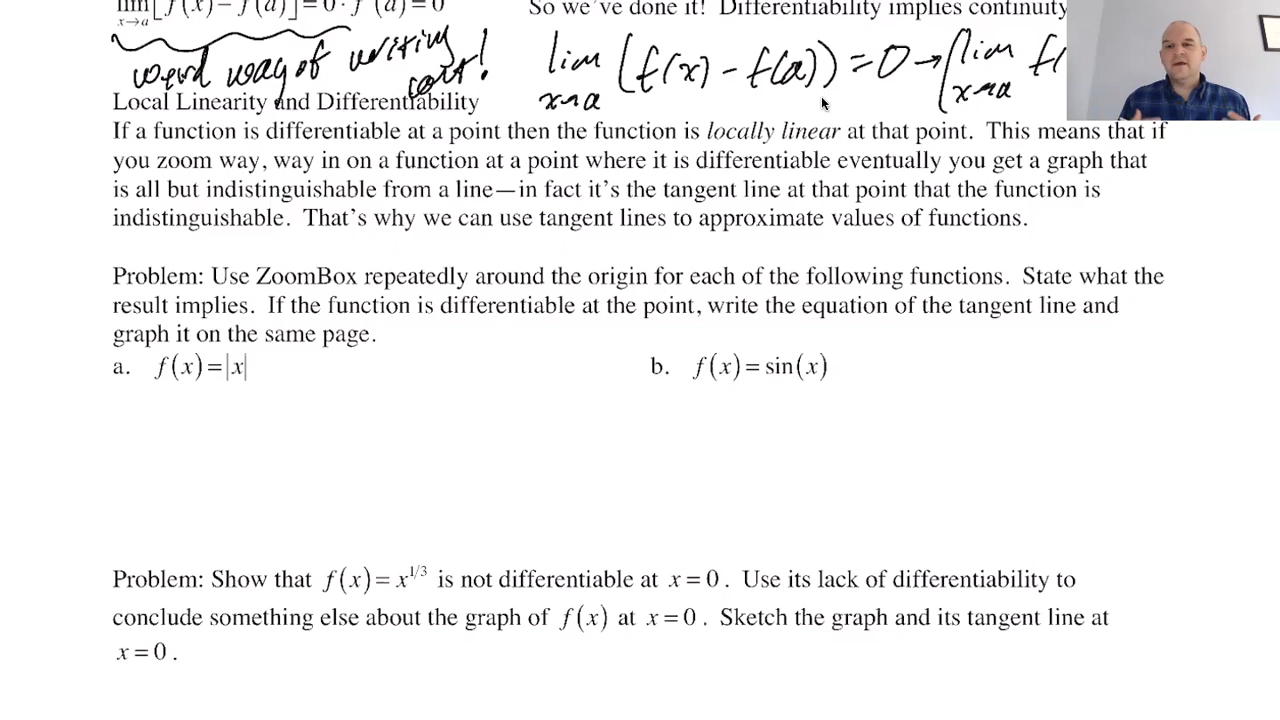 lim [f(x) − f(a)] = 0 · f'(a) = 0
x→a
So we've done it! Differentiability implies continuity
weird way of writing cont!
lim (f(x) − f(a)) = 0 → (lim f(
x→a x→a
Local Linearity and Differentiability
If a function is differentiable at a point then the function is locally linear at that point. This means that if
you zoom way, way in on a function at a point where it is differentiable eventually you get a graph that
is all but indistinguishable from a line—in fact it's the tangent line at that point that the function is
indistinguishable. That's why we can use tangent lines to approximate values of functions.
Problem: Use ZoomBox repeatedly around the origin for each of the following functions. State what the
result implies. If the function is differentiable at the point, write the equation of the tangent line and
graph it on the same page.
a. f(x)=|x|
b. f(x)= sin(x)
Problem: Show that f(x)= x^1/3 is not differentiable at x=0. Use its lack of differentiability to
conclude something else about the graph of f(x) at x=0. Sketch the graph and its tangent line at
x=0.